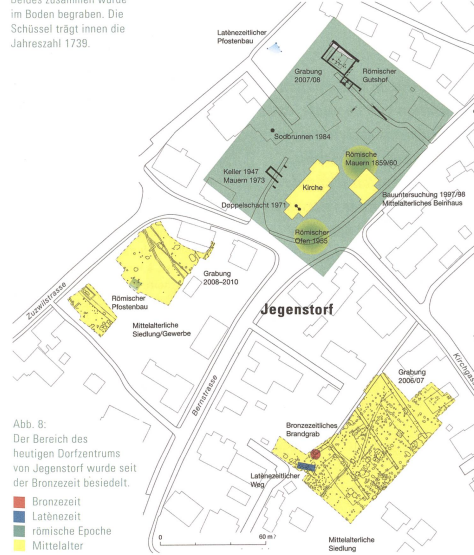 Beides zusammen wurde
im Boden begraben. Die
Schüssel trägt innen die
Jahreszahl 1739.
Latènezeitlicher
Pfostenbau
Grabung
2007/08
Römischer
Gutshof
Sodbrunnen 1984
Römische
Mauern 1859/60
Keller 1947
Mauern 1973
Kirche
Doppelschacht 1971
Bauuntersuchung 1997/98
Mittelalterliches Beinhaus
Römischer
Ofen 1985
Grabung
2008–2010
Römischer
Pfostenbau
Zuzwilstrasse
Mittelalterliche
Siedlung/Gewerbe
Jegenstorf
Bernstrasse
Kirchgasse
Grabung
2006/07
Bronzezeitliches
Brandgrab
Latènezeitlicher
Weg
Mittelalterliche
Siedlung
Abb. 8:
Der Bereich des
heutigen Dorfzentrums
von Jegenstorf wurde seit
der Bronzezeit besiedelt.
Bronzezeit
Latènezeit
römische Epoche
Mittelalter
0 60 m